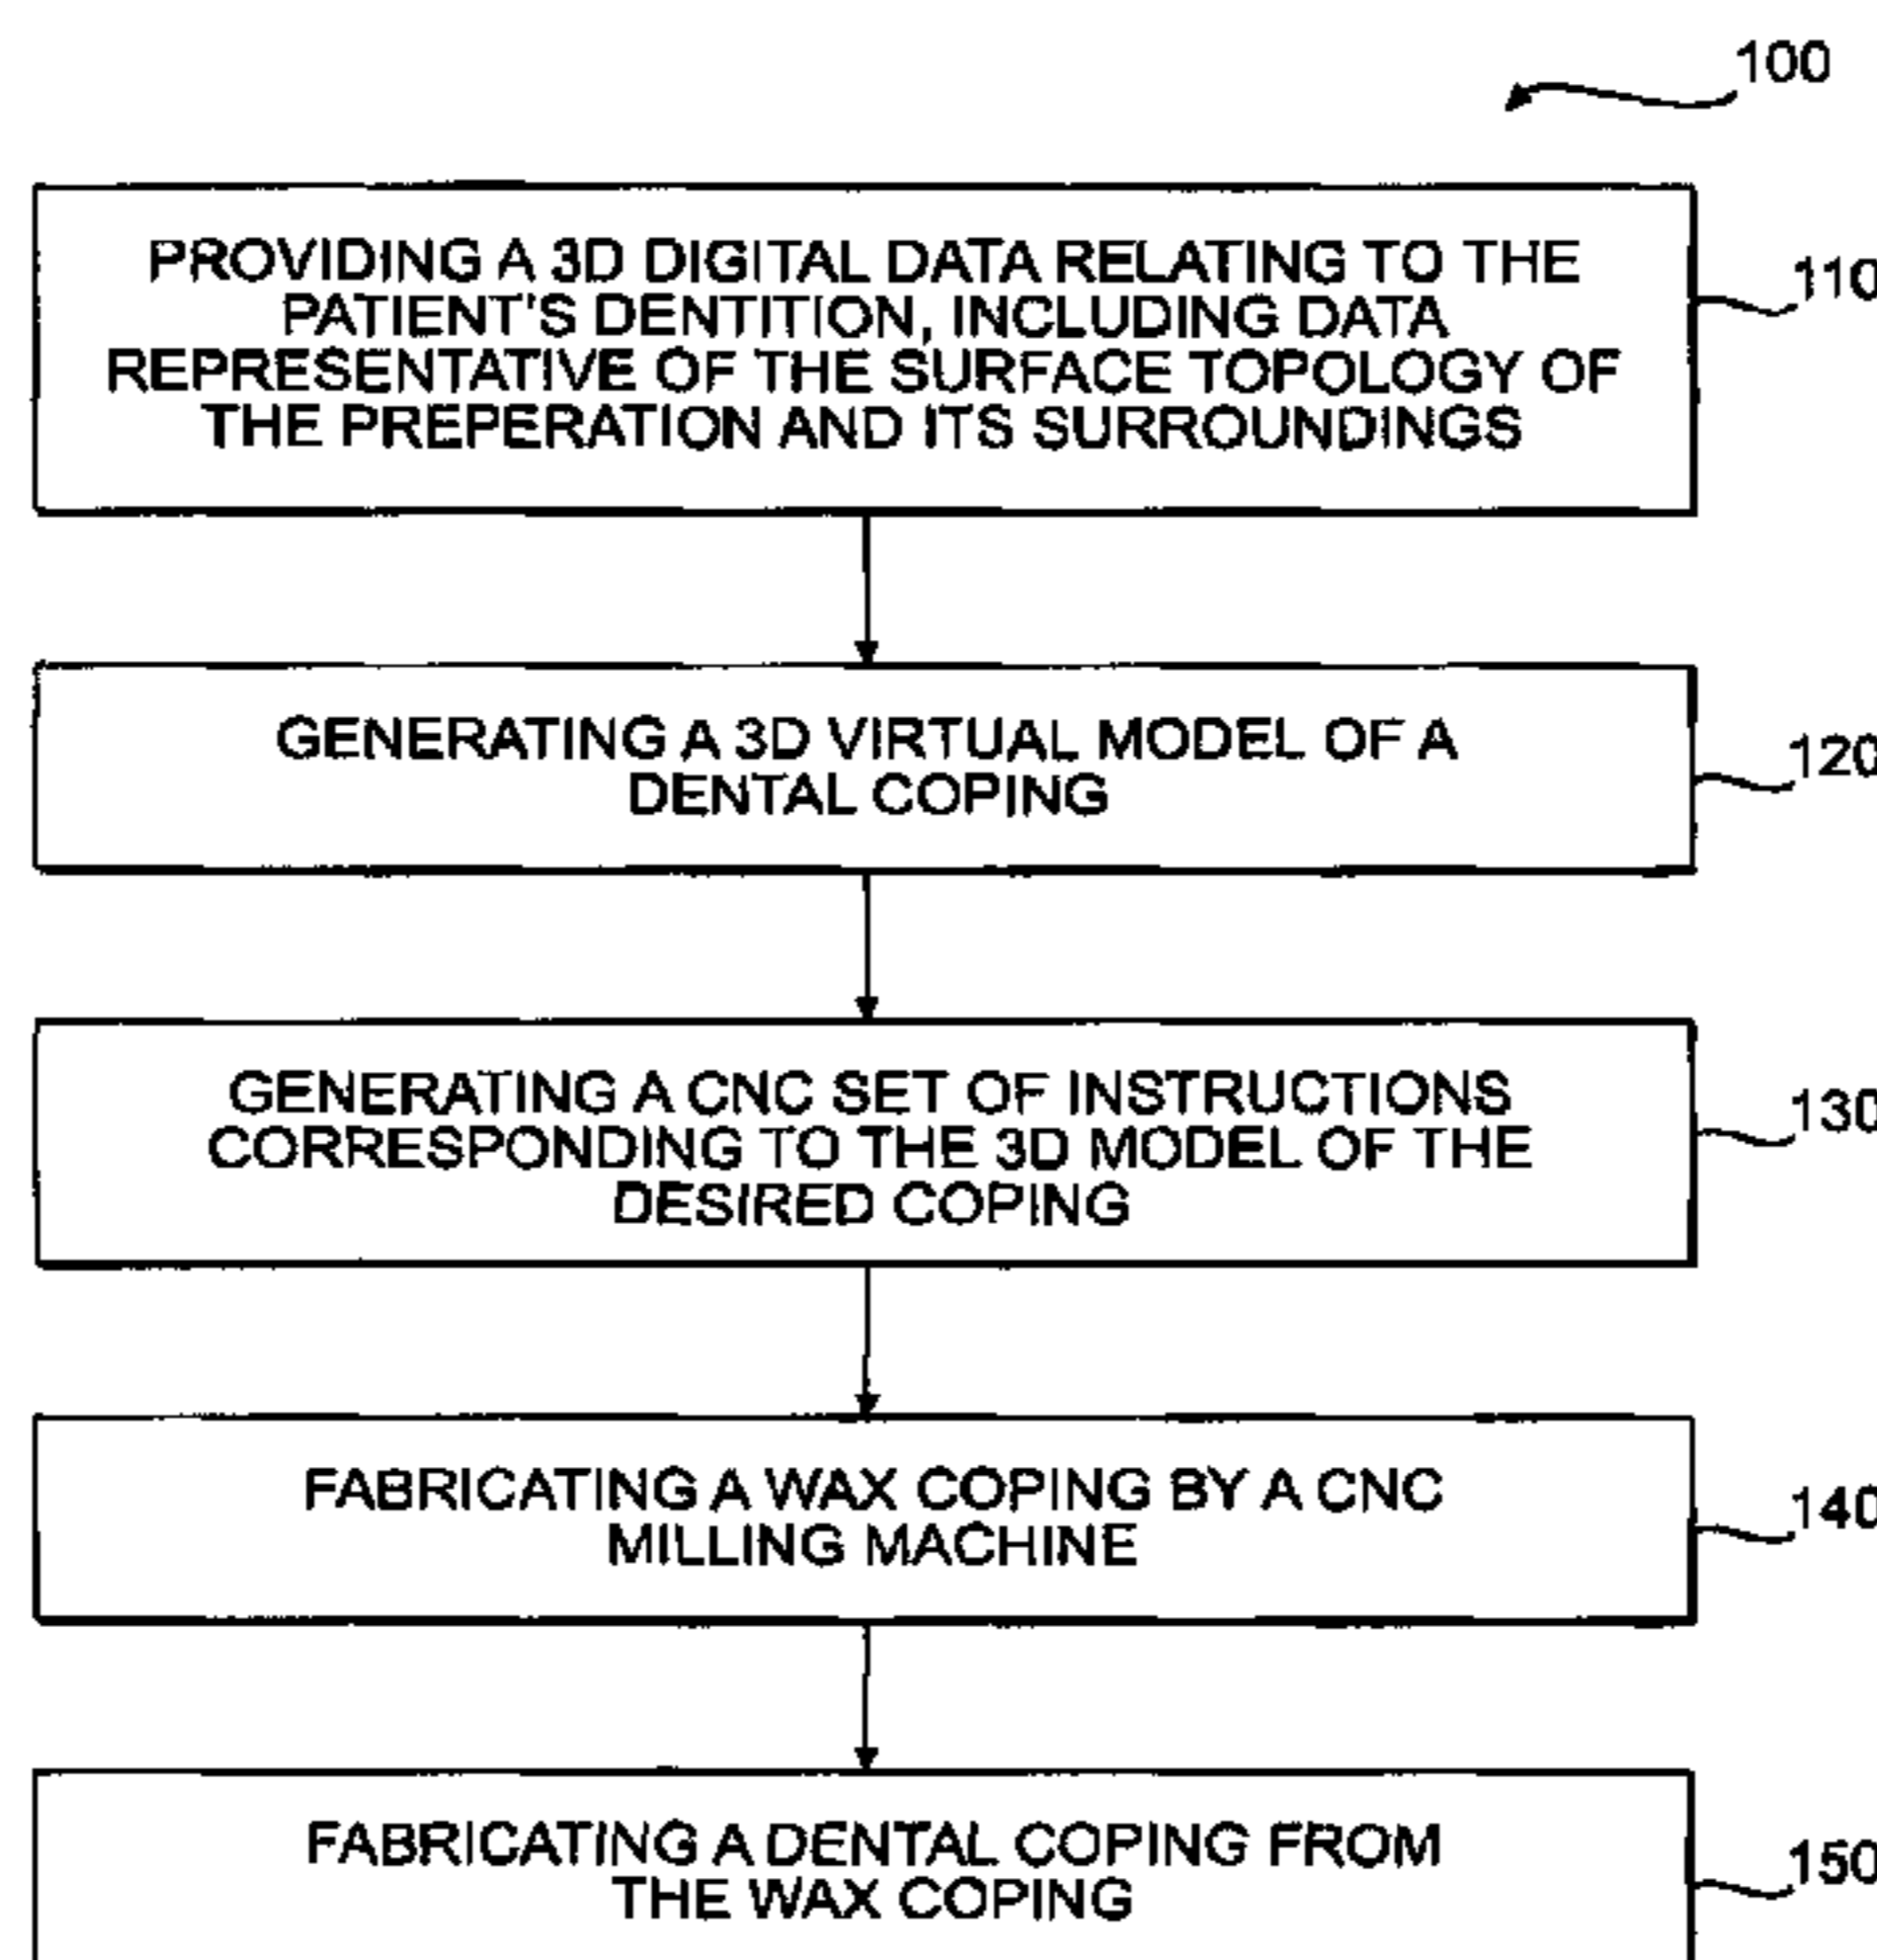 100
PROVIDING A 3D DIGITAL DATA RELATING TO THE
PATIENT'S DENTITION, INCLUDING DATA
REPRESENTATIVE OF THE SURFACE TOPOLOGY OF
THE PREPERATION AND ITS SURROUNDINGS
110
GENERATING A 3D VIRTUAL MODEL OF A
DENTAL COPING
120
GENERATING A CNC SET OF INSTRUCTIONS
CORRESPONDING TO THE 3D MODEL OF THE
DESIRED COPING
130
FABRICATING A WAX COPING BY A CNC
MILLING MACHINE
140
FABRICATING A DENTAL COPING FROM
THE WAX COPING
150